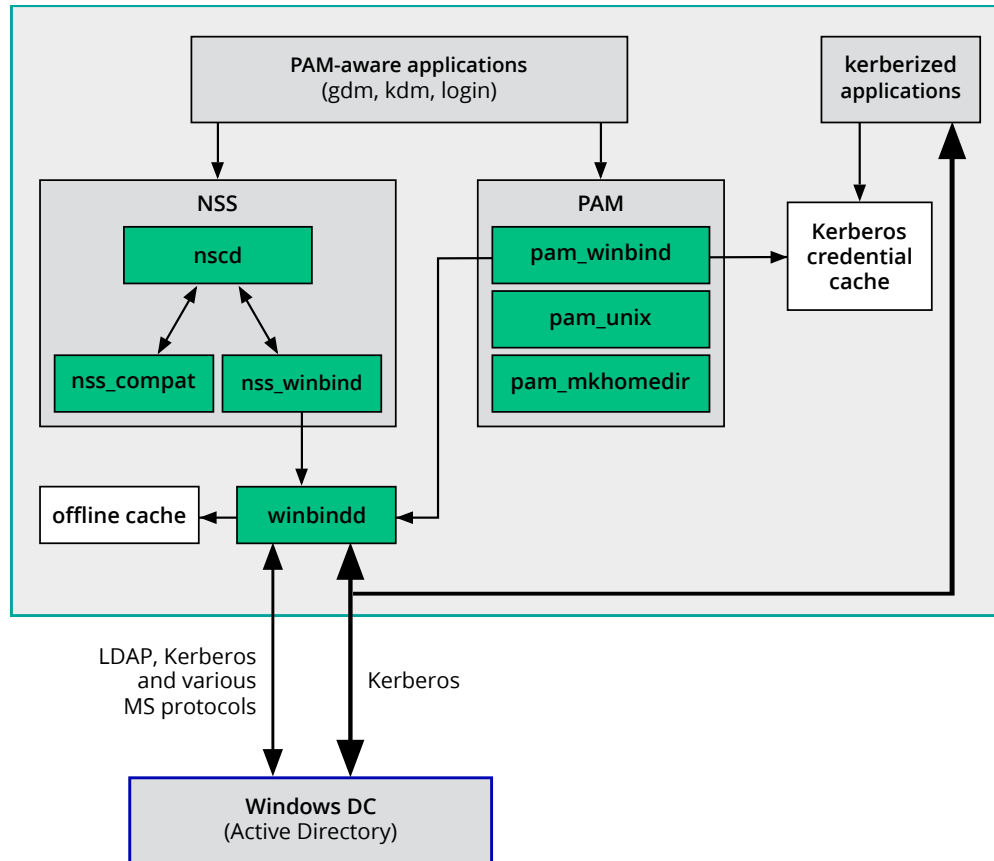 PAM-aware applications
(gdm, kdm, login)
kerberized
applications
NSS
nscd
nss_compat
nss_winbind
PAM
pam_winbind
pam_unix
pam_mkhomedir
Kerberos
credential
cache
offline cache
winbindd
LDAP, Kerberos
and various
MS protocols
Kerberos
Windows DC
(Active Directory)